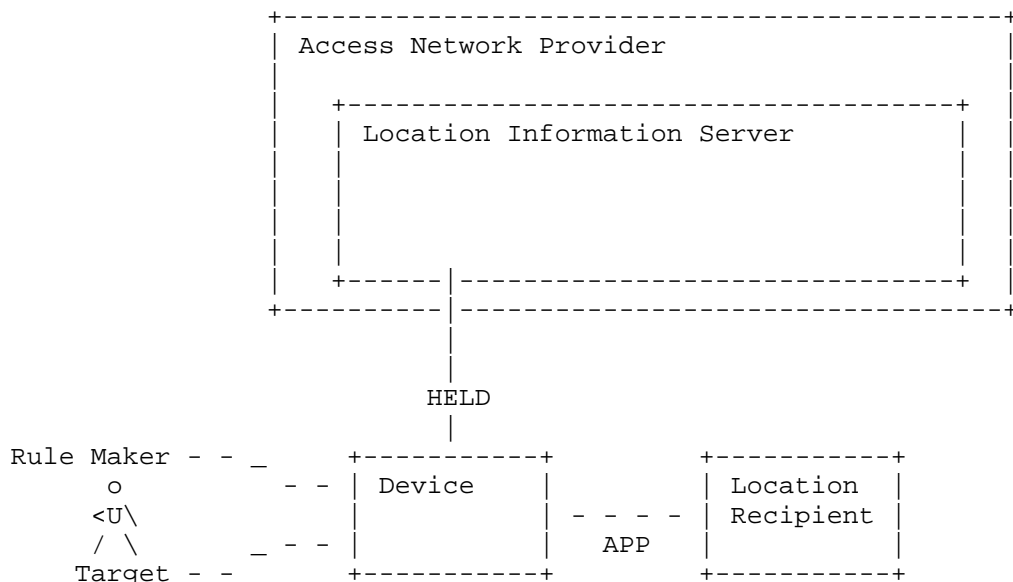 Access Network Provider
Location Information Server
HELD
Rule Maker - - _
o - - | Device | | Location |
<U\ | | - - - - | Recipient |
/ \ _ - - | | APP | |
Target - -